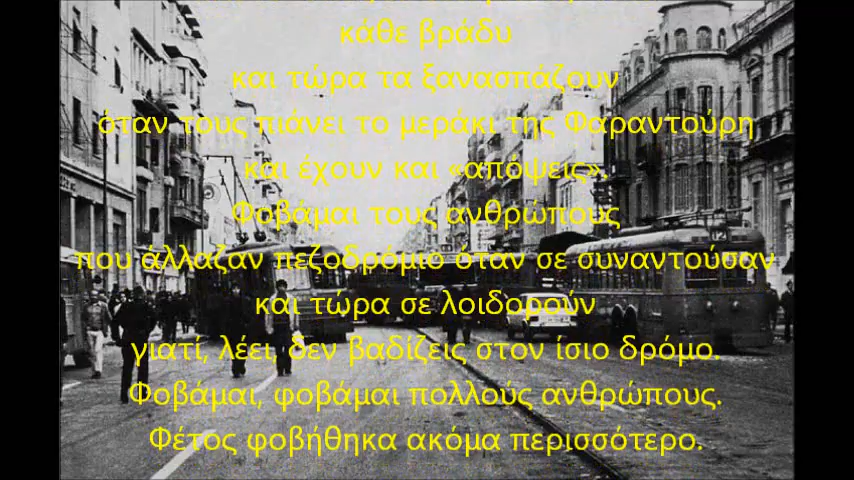 κάθε βράδυ
και τώρα τα ξανασπάζουν
όταν τους πιάνει το μεράκι της Φαραντούρη
και έχουν και «απόψεις».
Φοβάμαι τους ανθρώπους
που άλλαζαν πεζοδρόμιο όταν σε συναντούσαν
και τώρα σε λοιδορούν
γιατί, λέει, δεν βαδίζεις στον ίσιο δρόμο.
Φοβάμαι, φοβάμαι πολλούς ανθρώπους.
Φέτος φοβήθηκα ακόμα περισσότερο.
12